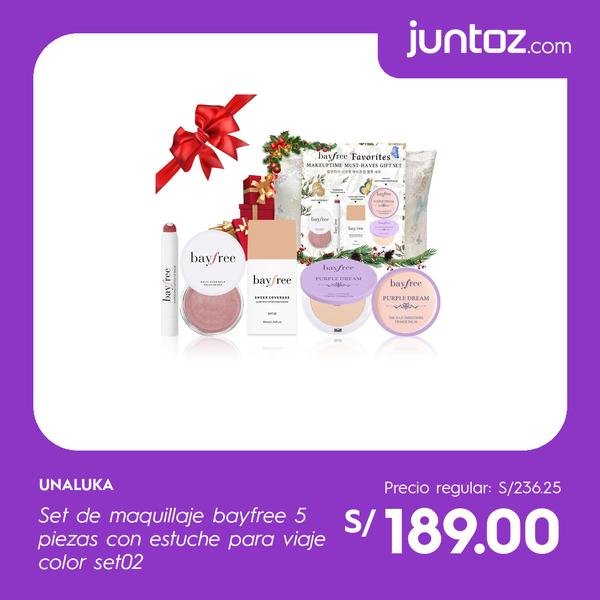 juntoz.com
bayfree Favorites
MAKEUPTIME MUST-HAVES GIFT SET
bayfree
bayfree
bayfree
SHEER COVERAGE
SPF30
bayfree
PURPLE DREAM
bayfree
PURPLE DREAM
UNALUKA
Set de maquillaje bayfree 5
piezas con estuche para viaje
color set02
Precio regular: S/236.25
S/189.00